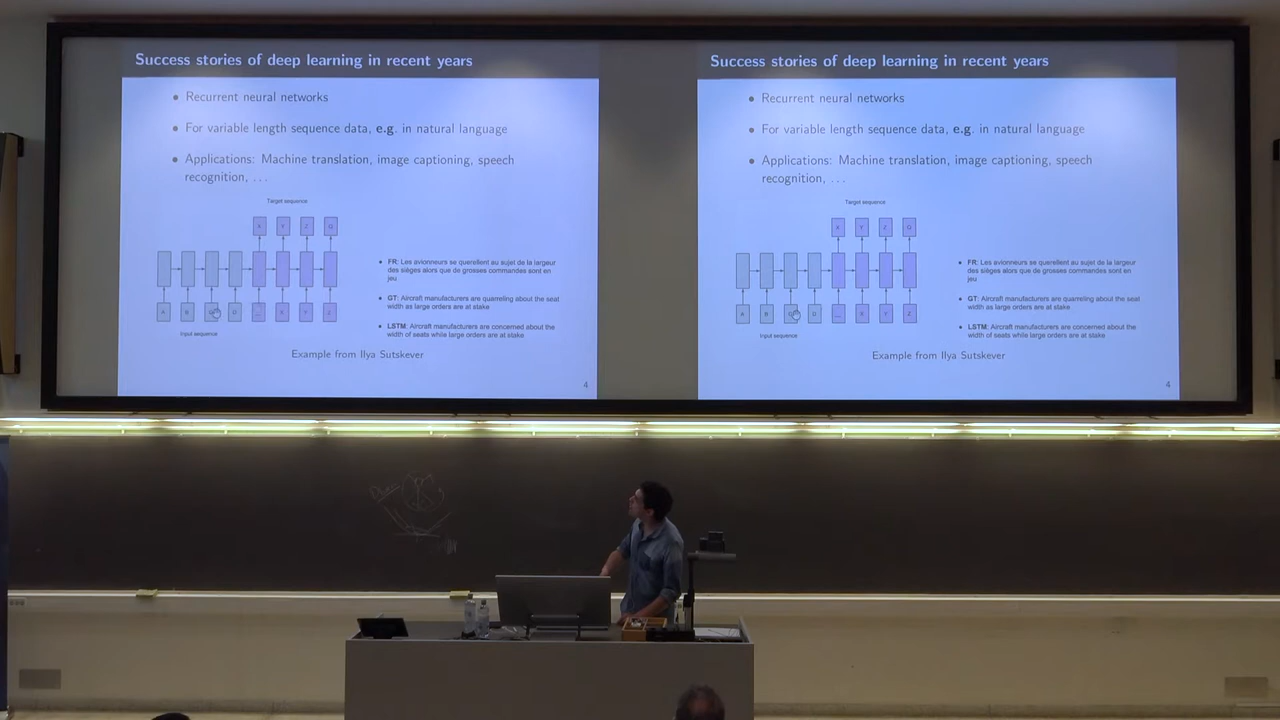 Success stories of deep learning in recent years
• Recurrent neural networks
• For variable length sequence data, e.g. in natural language
• Applications: Machine translation, image captioning, speech
recognition, ...
Target sequence
X Y Z Q
• FR: Les avionneurs se querellent au sujet de la largeur
des sièges alors que de grosses commandes sont en
jeu
• GT: Aircraft manufacturers are quarreling about the seat
width as large orders are at stake
• LSTM: Aircraft manufacturers are concerned about the
width of seats while large orders are at stake
A B D _ X Y Z
Input sequence
Example from Ilya Sutskever
4
Success stories of deep learning in recent years
• Recurrent neural networks
• For variable length sequence data, e.g. in natural language
• Applications: Machine translation, image captioning, speech
recognition, ...
Target sequence
X Y Z Q
• FR: Les avionneurs se querellent au sujet de la largeur
des sièges alors que de grosses commandes sont en
jeu
• GT: Aircraft manufacturers are quarreling about the seat
width as large orders are at stake
• LSTM: Aircraft manufacturers are concerned about the
width of seats while large orders are at stake
A B D _ X Y Z
Input sequence
Example from Ilya Sutskever
4